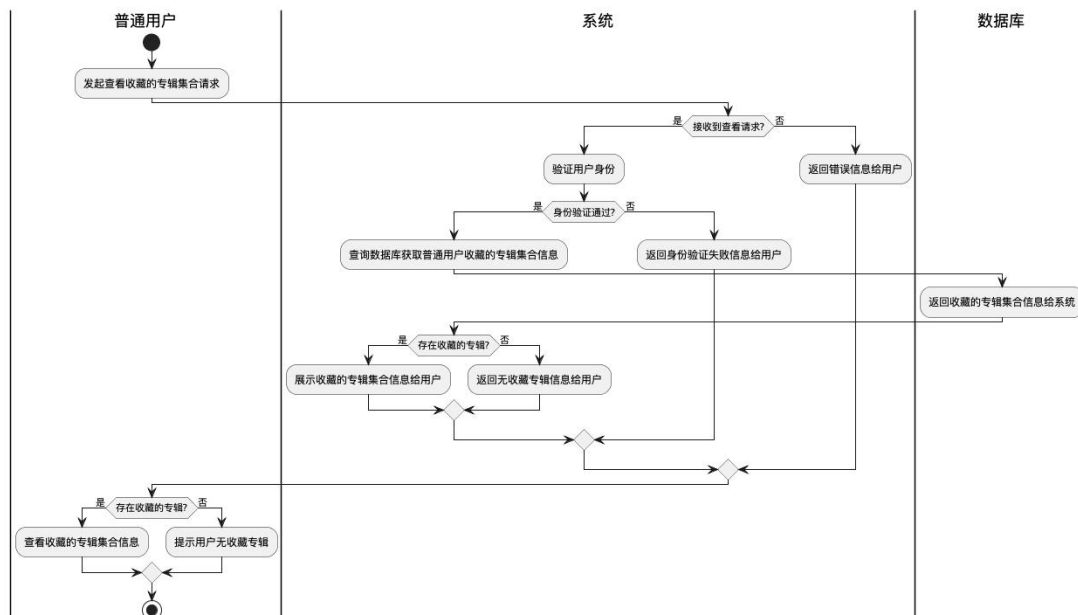 普通用户
系统
数据库
发起查看收藏的专辑集合请求
是
接收到查看请求?
否
验证用户身份
返回错误信息给用户
是
身份验证通过?
否
查询数据库获取普通用户收藏的专辑集合信息
返回身份验证失败信息给用户
返回收藏的专辑集合信息给系统
是
存在收藏的专辑?
否
展示收藏的专辑集合信息给用户
返回无收藏专辑信息给用户
是
存在收藏的专辑?
否
查看收藏的专辑集合信息
提示用户无收藏专辑